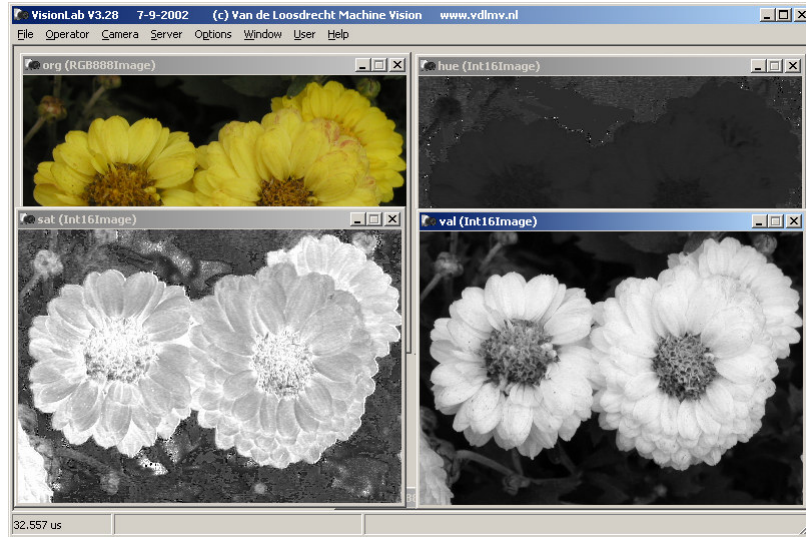 VisionLab V3.28 7-9-2002 (c) Van de Loosdrecht Machine Vision www.vdlmv.nl
File Operator Camera Server Options Window User Help
org (RGB888Image)
hue (Int16Image)
sat (Int16Image)
val (Int16Image)
32.557 us